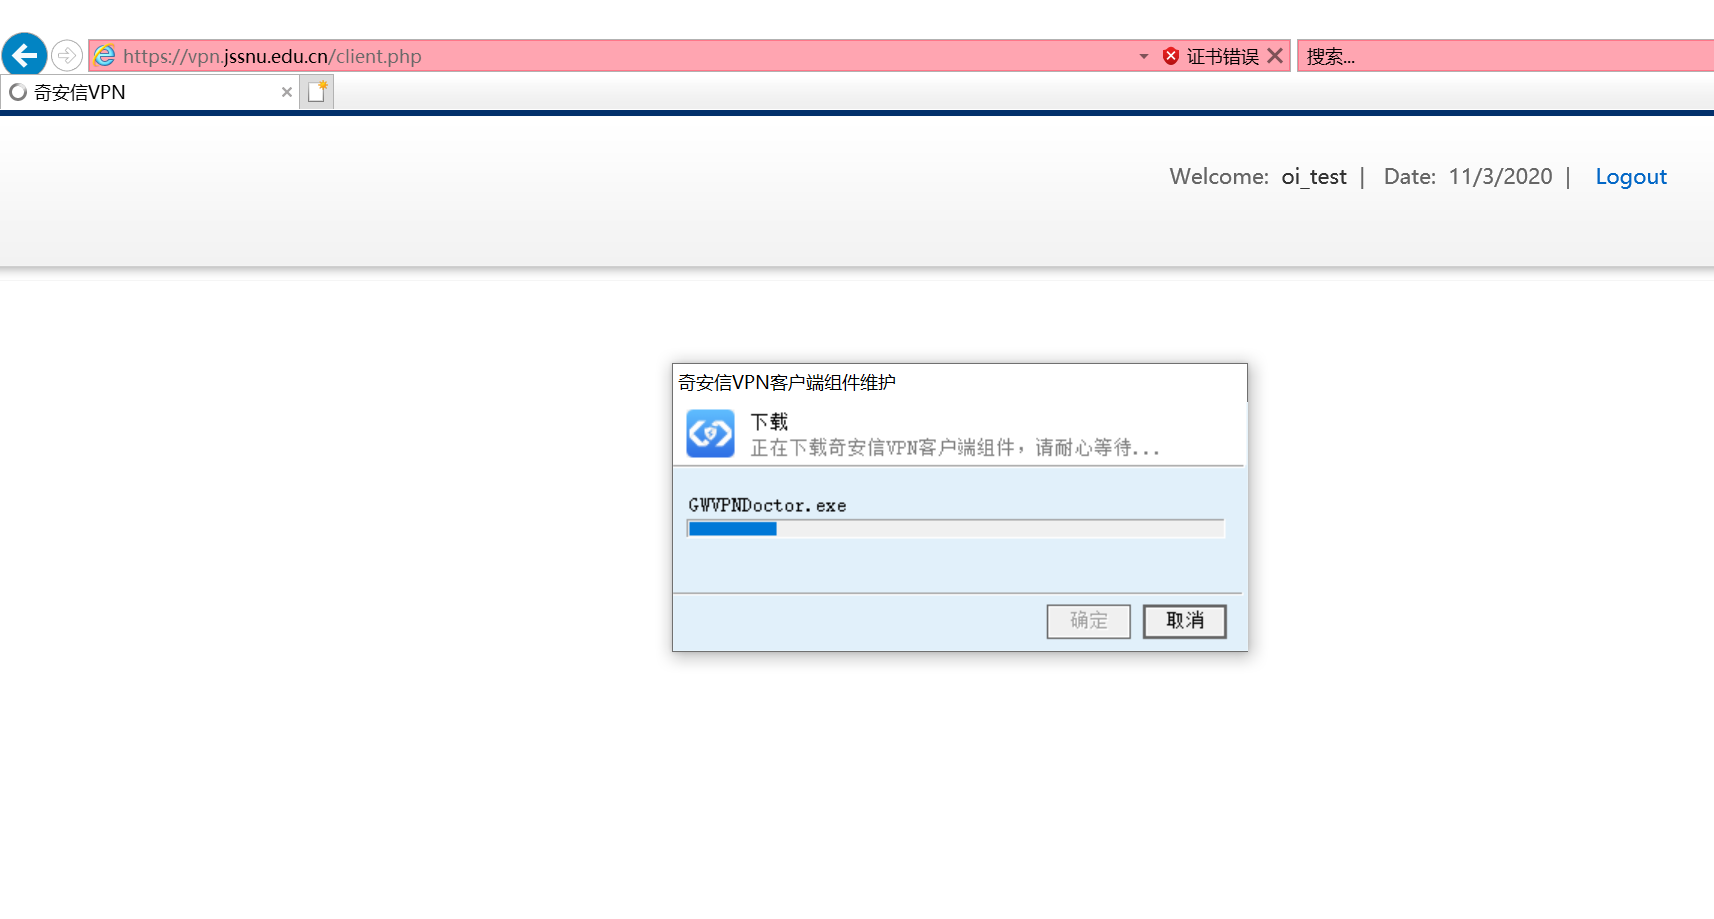 https://vpn.jssnu.edu.cn/client.php 证书错误 搜索...
奇安信VPN
Welcome: oi_test | Date: 11/3/2020 | Logout
奇安信VPN客户端组件维护
下载
正在下载奇安信VPN客户端组件，请耐心等待...
GWVPNDoctor.exe
确定 取消